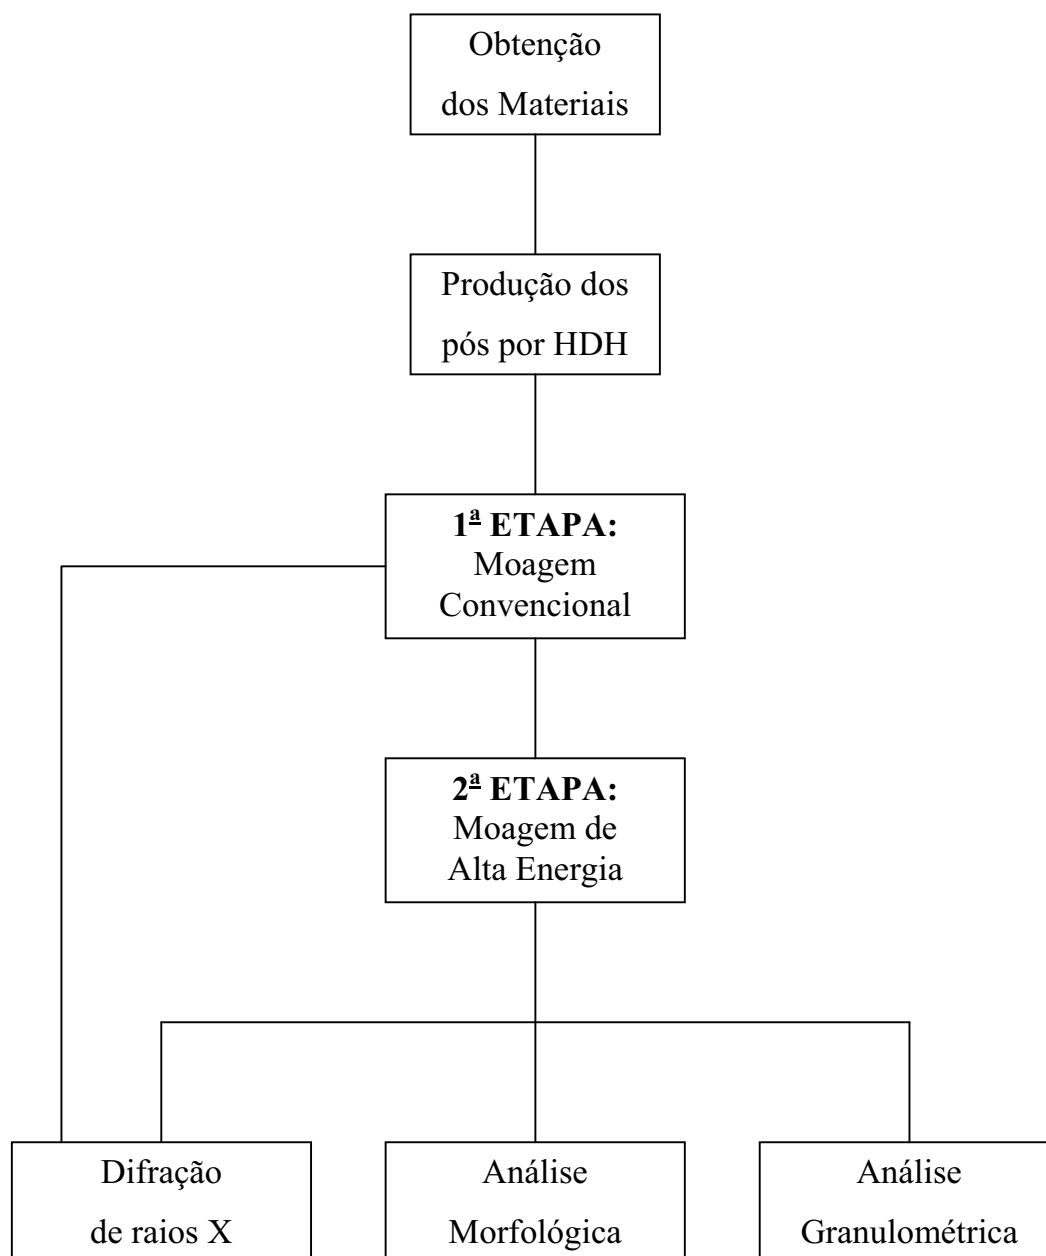 Obtenção
dos Materiais
Produção dos
pós por HDH
1ª ETAPA:
Moagem
Convencional
2ª ETAPA:
Moagem de
Alta Energia
Difração
de raios X
Análise
Morfológica
Análise
Granulométrica